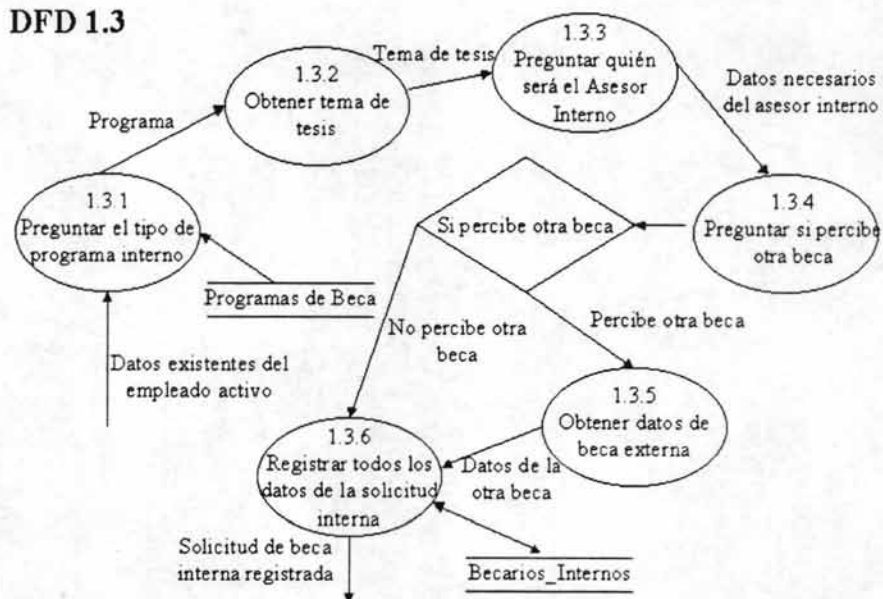 DFD 1.3
1.3.1
Preguntar el tipo de
programa interno
Programa
1.3.2
Obtener tema de
tesis
Tema de tesis
1.3.3
Preguntar quién
será el Asesor
Interno
Datos necesarios
del asesor interno
1.3.4
Preguntar si percibe
otra beca
Si percibe otra beca
Programas de Beca
Datos existentes del
empleado activo
No percibe otra
beca
Percibe otra beca
1.3.5
Obtener datos de
beca externa
Datos de la
otra beca
1.3.6
Registrar todos los
datos de la solicitud
interna
Solicitud de beca
interna registrada
Becarios_Internos